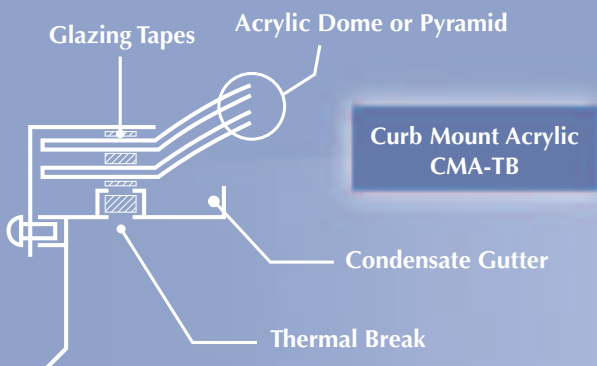 Glazing Tapes
Acrylic Dome or Pyramid
Curb Mount Acrylic
CMA-TB
Condensate Gutter
Thermal Break